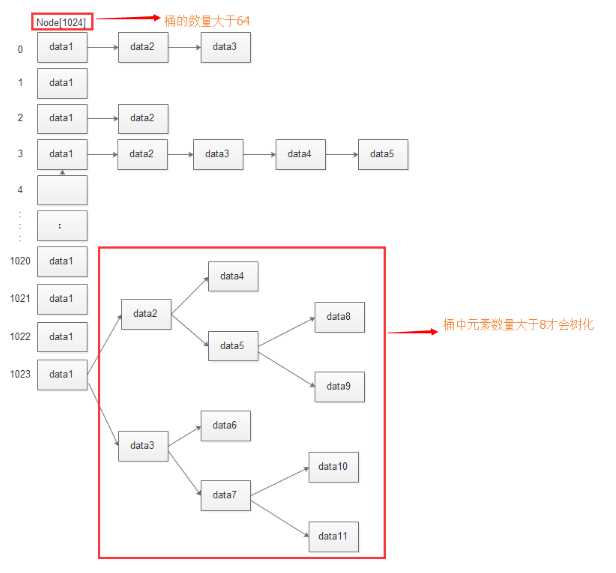 Node[1024]
桶的数量大于64
0 data1 data2 data3
1 data1
2 data1 data2
3 data1 data2 data3 data4 data5
4
:
1020 data1
data4
1021 data1
data2
data8
桶中元素数量大于8才会树化
1022 data1
data5
1023 data1
data9
data6
data3
data10
data7
data11